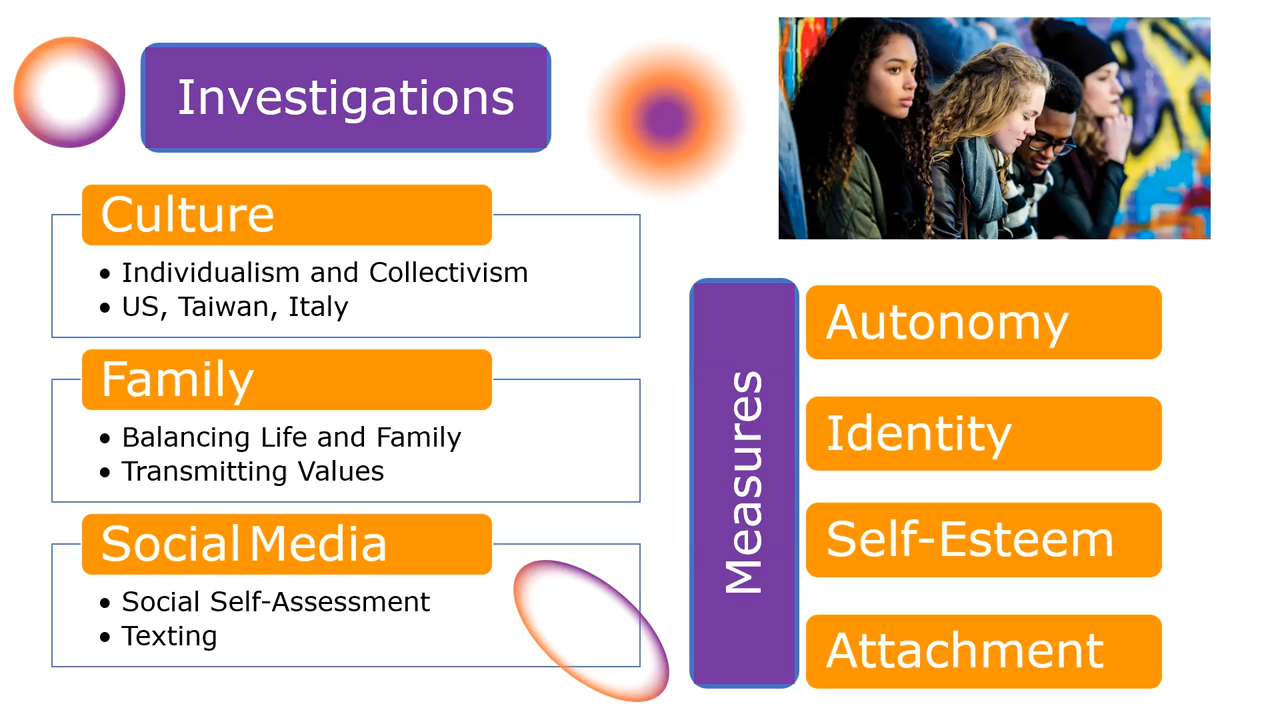 Investigations
Culture
• Individualism and Collectivism
• US, Taiwan, Italy
Family
• Balancing Life and Family
• Transmitting Values
Social Media
• Social Self-Assessment
• Texting
Measures
Autonomy
Identity
Self-Esteem
Attachment